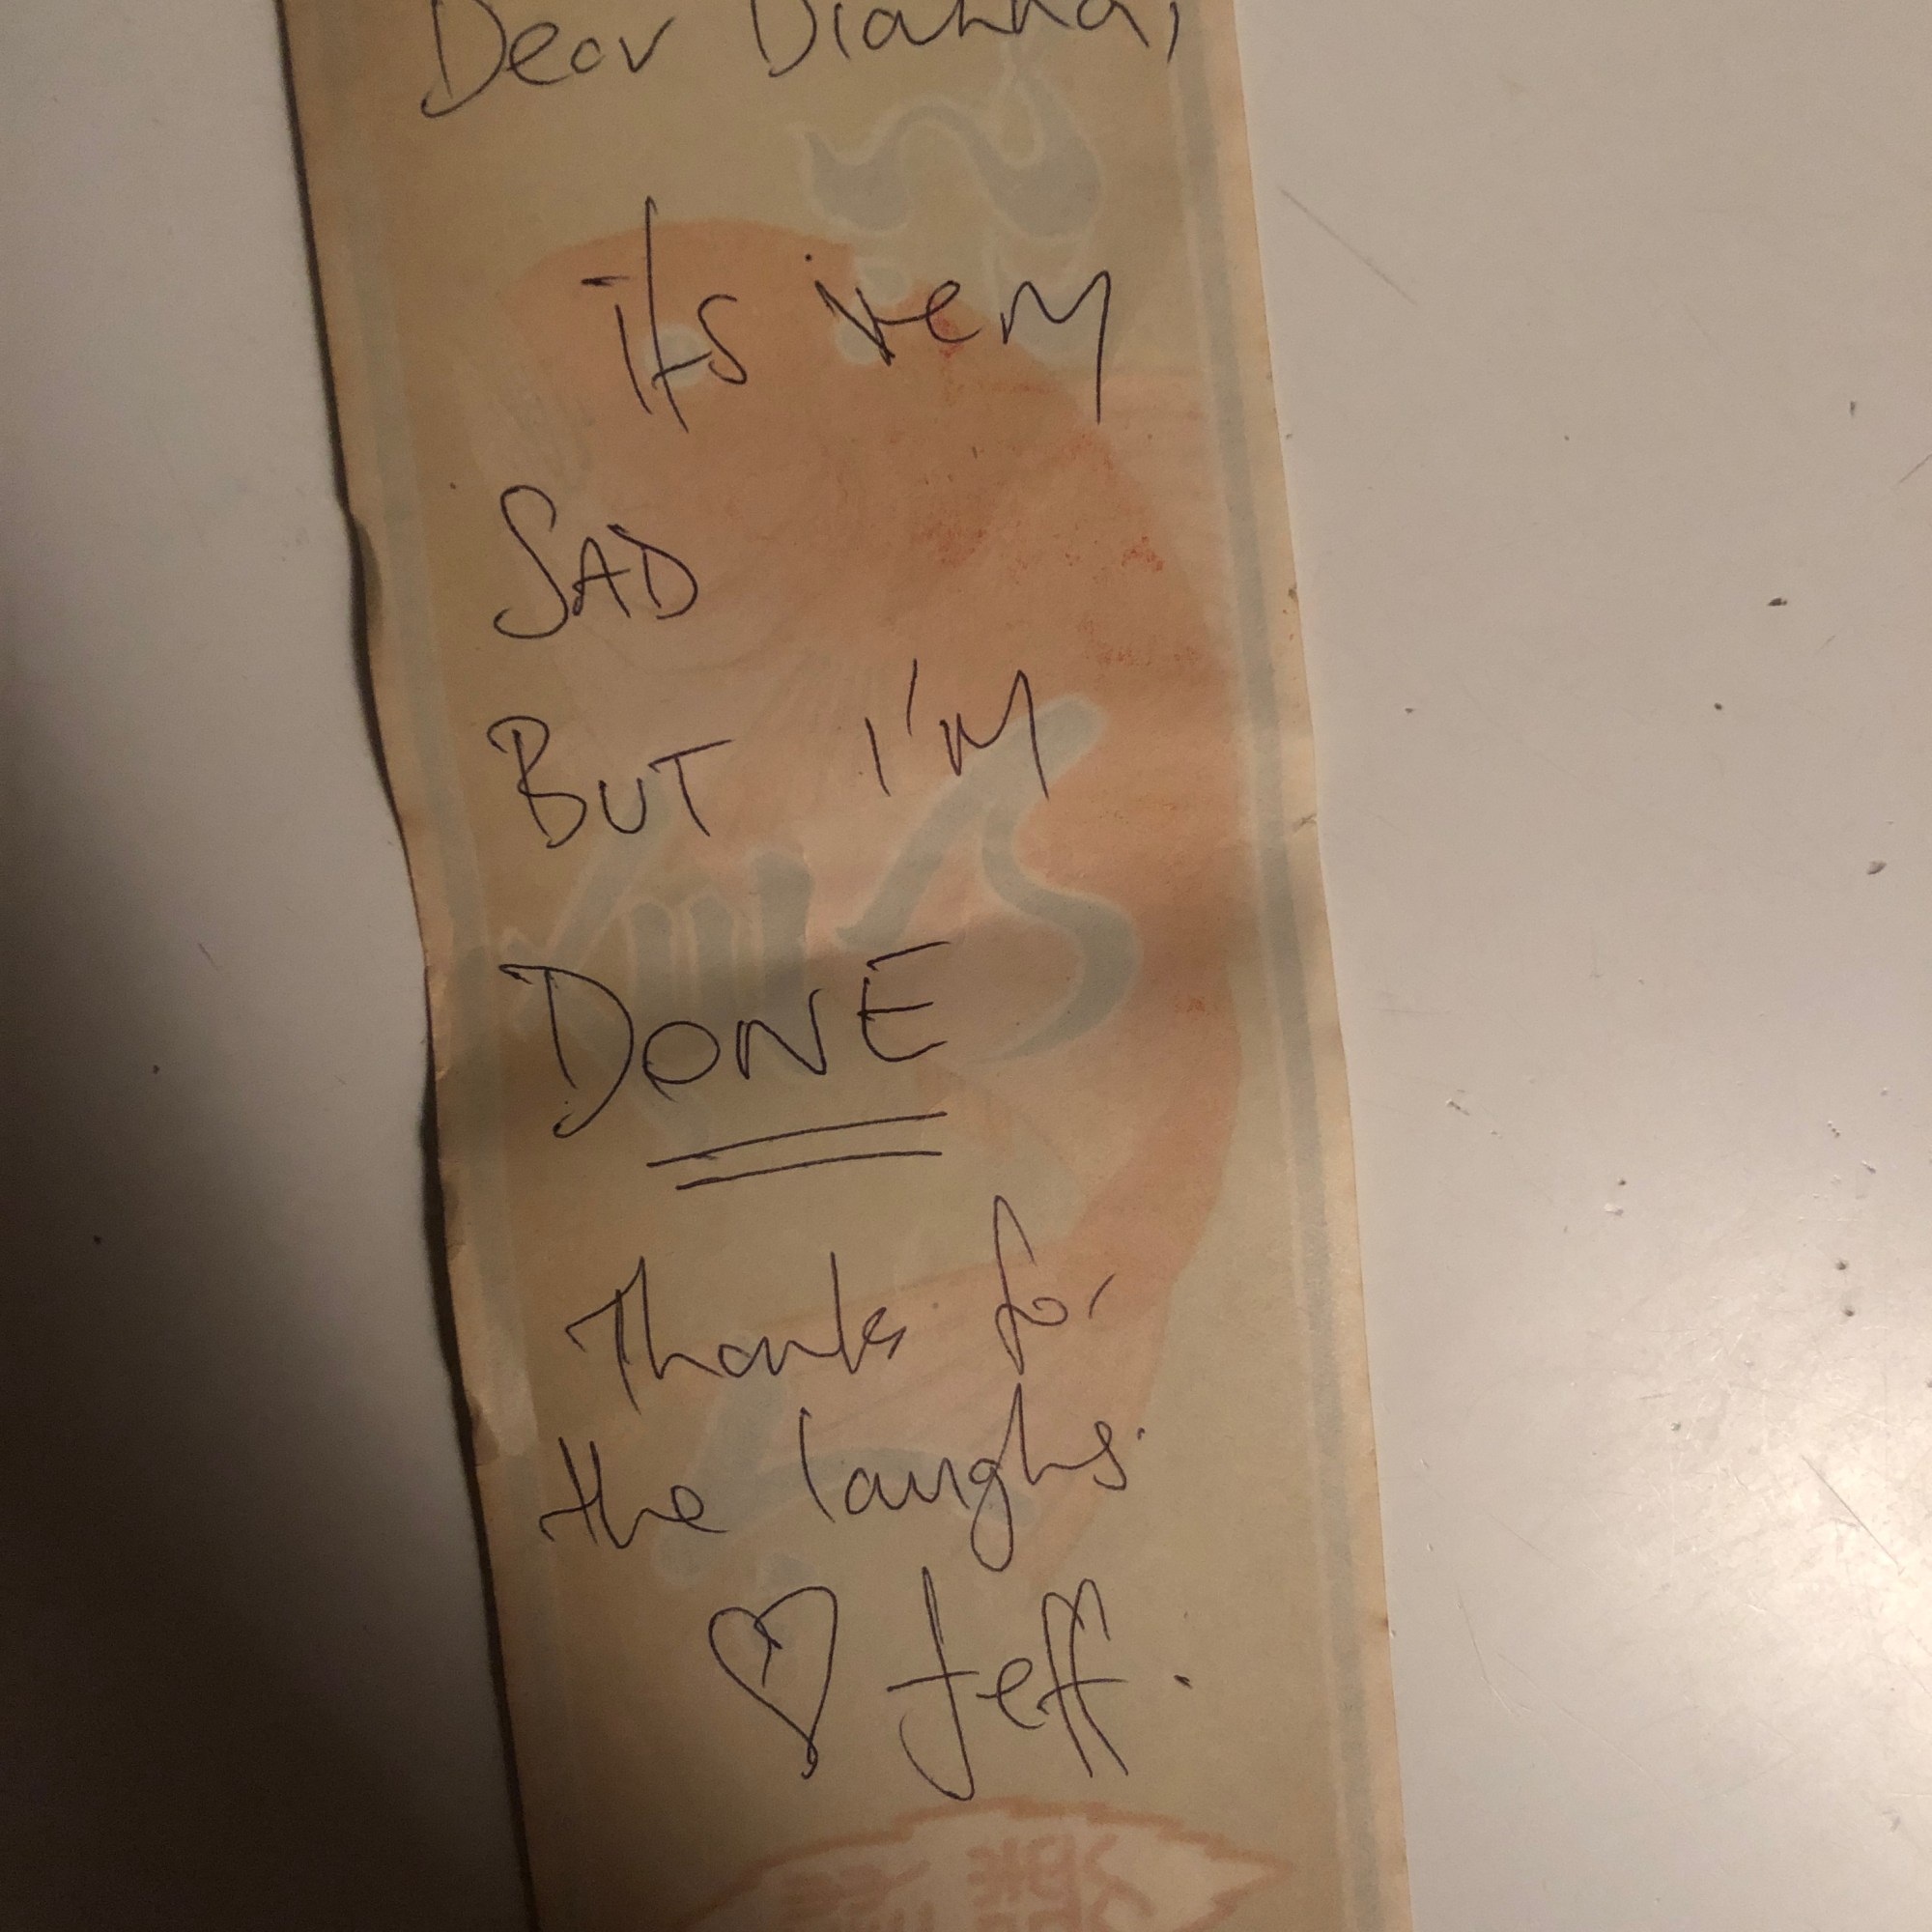 Dear Dianna,
its very
SAD
BUT I'M
DONE
Thanks for
the laughs.
♡ Jeff.